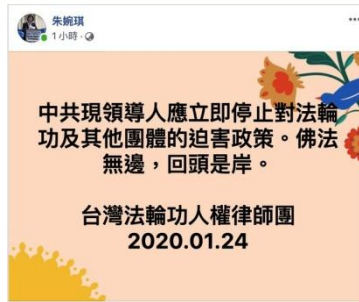 朱婉琪
1小時
中共現領導人應立即停止對法輪
功及其他團體的迫害政策。佛法
無邊，回頭是岸。
台灣法輪功人權律師團
2020.01.24